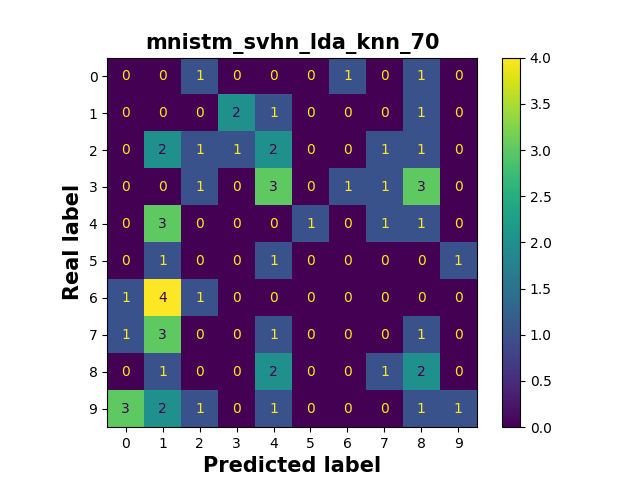 mnistm_svhn_lda_knn_70
0 0 0 1 0 0 0 1 0 1 0
1 0 0 0 2 1 0 0 0 1 0
2 0 2 1 1 2 0 0 1 1 0
3 0 0 1 0 3 0 1 1 3 0
4 0 3 0 0 0 1 0 1 1 0
5 0 1 0 0 1 0 0 0 0 1
6 1 4 1 0 0 0 0 0 0 0
7 1 3 0 0 1 0 0 0 1 0
8 0 1 0 0 2 0 0 1 2 0
9 3 2 1 0 1 0 0 0 1 1
0 1 2 3 4 5 6 7 8 9
Real label
Predicted label
4.0
3.5
3.0
2.5
2.0
1.5
1.0
0.5
0.0